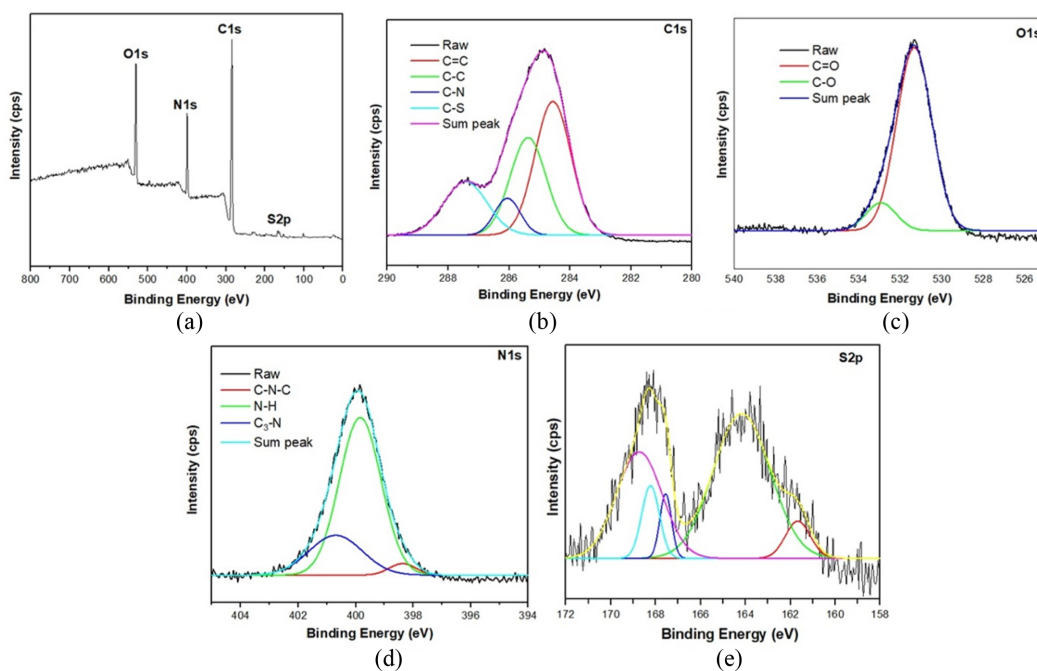 C1s
O1s
N1s
S2p
Intensity (cps)
800 700 600 500 400 300 200 100 0
Binding Energy (eV)
(a)
C1s
Raw
C=C
C-C
C-N
C-S
Sum peak
Intensity (cps)
290 288 286 284 282 280
Binding Energy (eV)
(b)
O1s
Raw
C=O
C-O
Sum peak
Intensity (cps)
540 538 536 534 532 530 528 526
Binding Energy (eV)
(c)
N1s
Raw
C-N-C
N-H
C₃-N
Sum peak
Intensity (cps)
404 402 400 398 396 394
Binding Energy (eV)
(d)
S2p
Intensity (cps)
172 170 168 166 164 162 160 158
Binding Energy (eV)
(e)